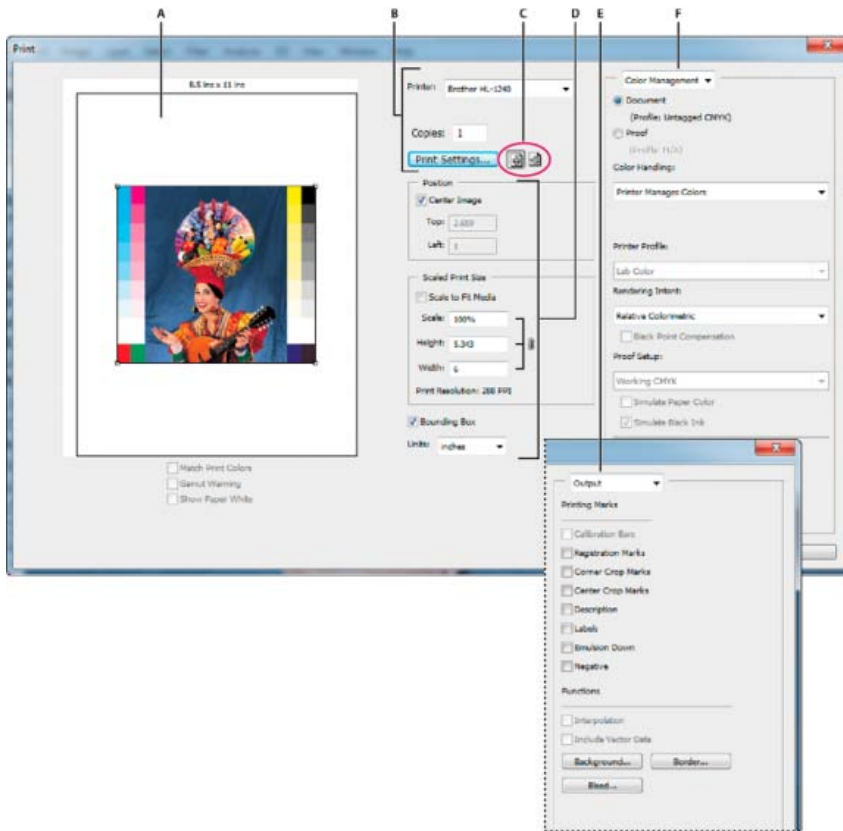 A B C D E F
Print
8.5 ins x 11 ins
Match Print Colors
Gamut Warning
Show Paper White
Printer: Brother HL-1240
Copies: 1
Print Settings...
Position
Center Image
Top:
Left:
Scaled Print Size
Scale to Fit Media
Scale: 100%
Height: 5.343
Width: 6
Print Resolution: 288 PPI
Bounding Box
Units: inches
Color Management
Document
(Profile: Untagged CMYK)
Proof
(Profile: N/A)
Color Handling:
Printer Manages Colors
Printer Profile:
Lab Color
Rendering Intent:
Relative Colorimetric
Black Point Compensation
Proof Setup:
Working CMYK
Simulate Paper Color
Simulate Black Ink
Output
Printing Marks
Calibration Bars
Registration Marks
Corner Crop Marks
Center Crop Marks
Description
Labels
Emulsion Down
Negative
Functions
Interpolation
Include Vector Data
Background... Border...
Bleed...